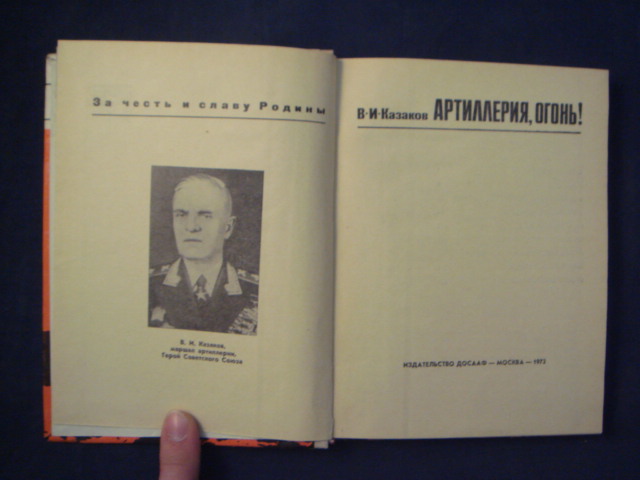 За честь и славу Родины
В. И. Казаков,
маршал артиллерии,
Герой Советского Союза
В·И·Казаков АРТИЛЛЕРИЯ, ОГОНЬ!
ИЗДАТЕЛЬСТВО ДОСААФ — МОСКВА — 1972